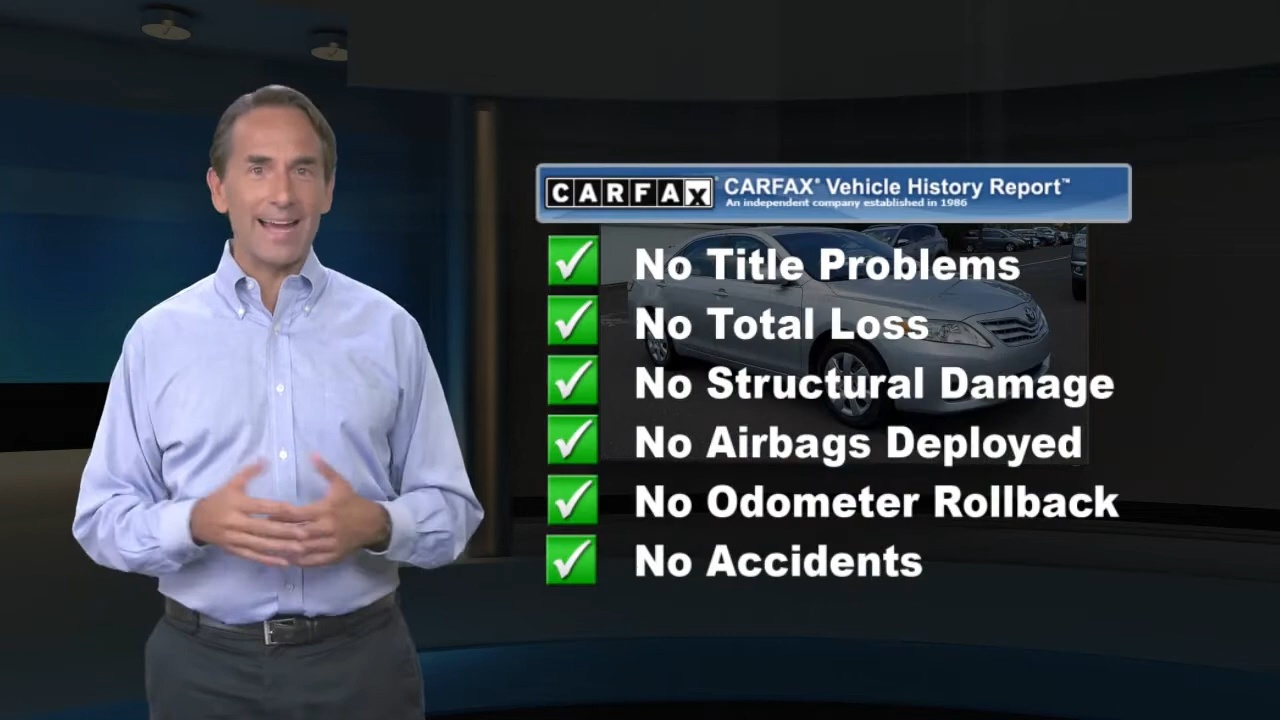 CARFAX® CARFAX® Vehicle History Report™
An independent company established in 1986
No Title Problems
No Total Loss
No Structural Damage
No Airbags Deployed
No Odometer Rollback
No Accidents